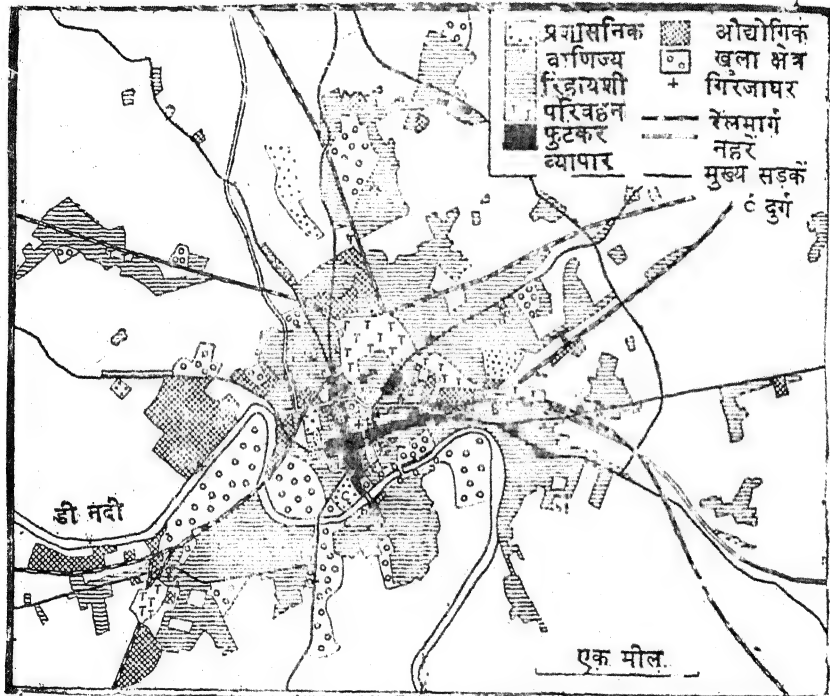 प्रशासनिक
वाणिज्य
रिहायशी
परिवहन
फुटकर
व्यापार
औद्योगिक
खुला क्षेत्र
गिरजाघर
रेलमार्ग
नहरें
मुख्य सड़कें
दुर्ग
डी नदी
एक मील